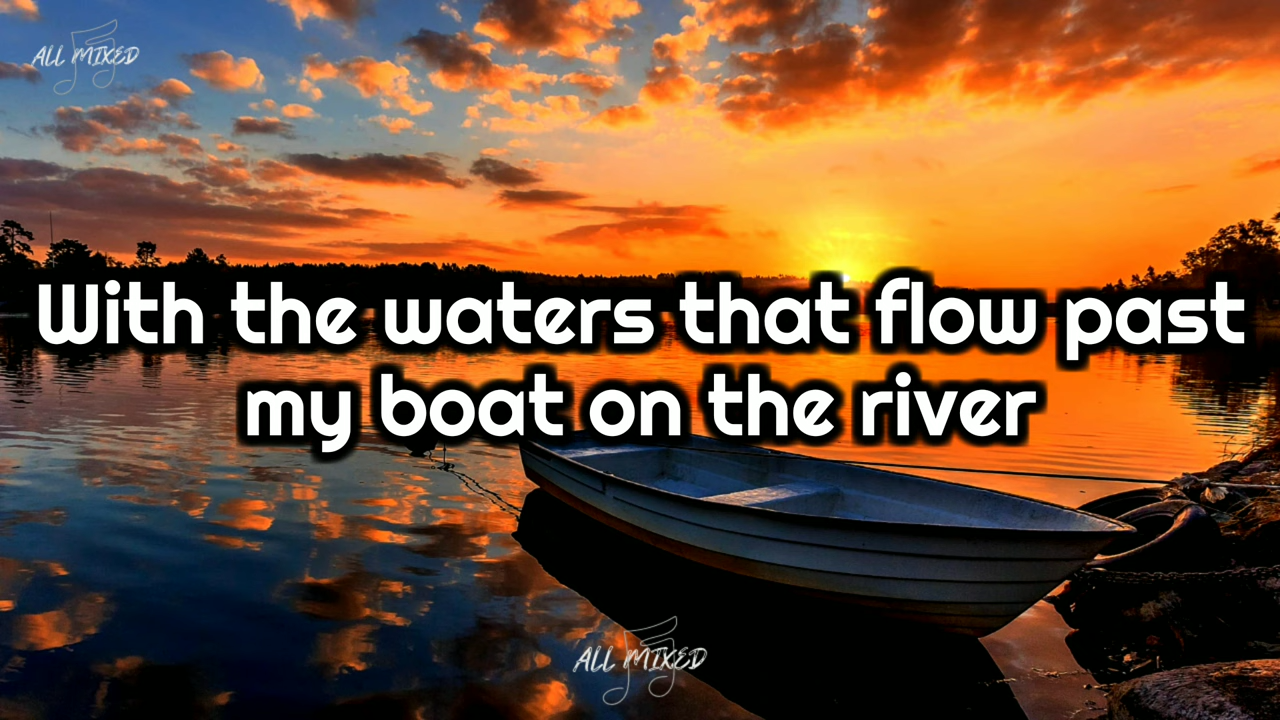 ALL MIXED
With the waters that flow past
my boat on the river
ALL MIXED